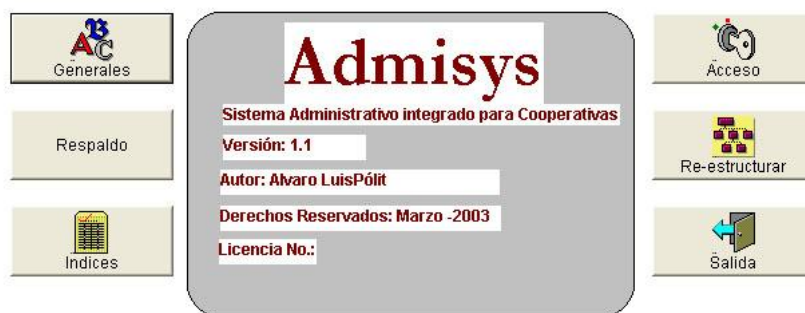 Generales
Respaldo
Indices
Admisys
Sistema Administrativo integrado para Cooperativas
Versión: 1.1
Autor: Alvaro LuisPólit
Derechos Reservados: Marzo -2003
Licencia No.:
Acceso
Re-estructurar
Salida